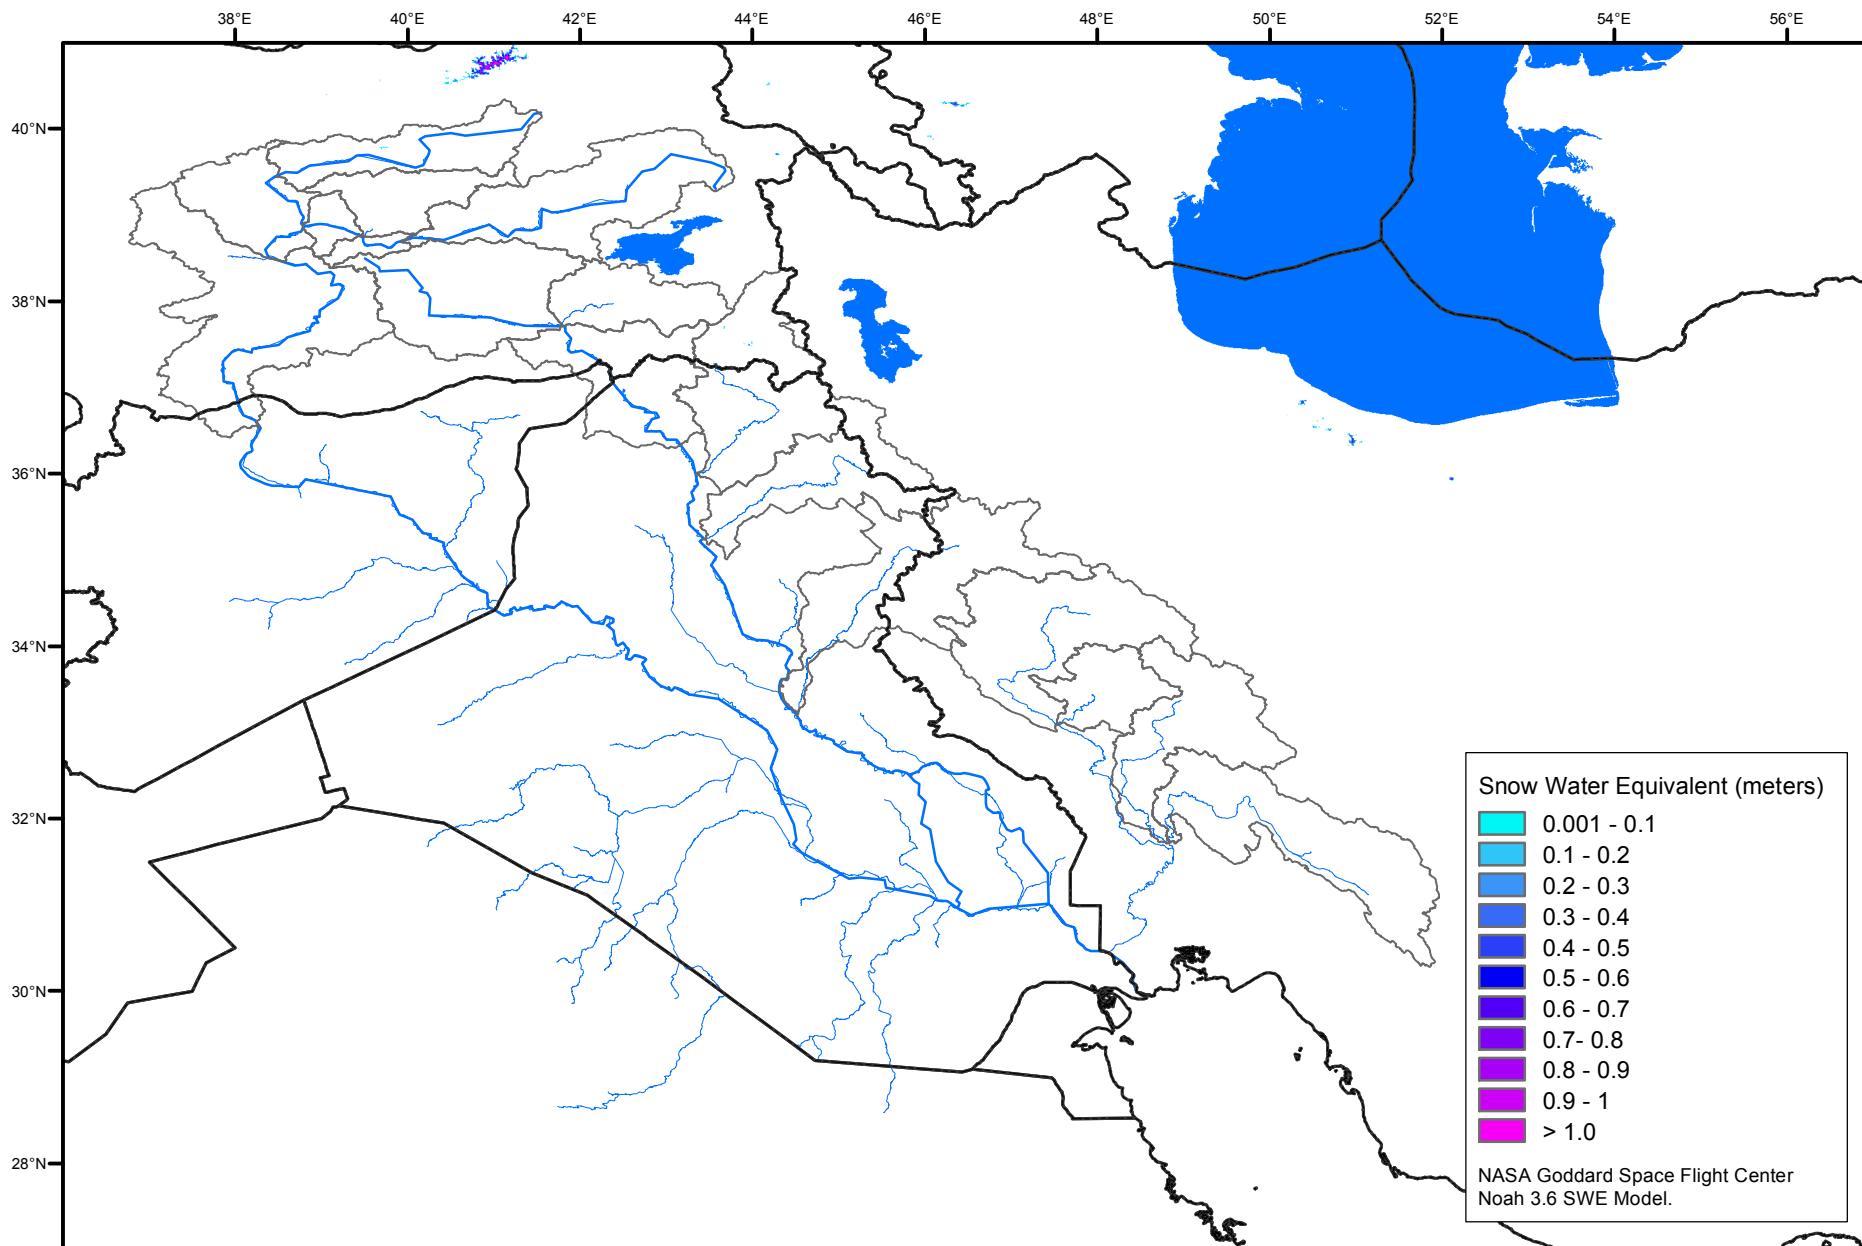 38°E 40°E 42°E 44°E 46°E 48°E 50°E 52°E 54°E 56°E
40°N
38°N
36°N
34°N
32°N
30°N
28°N
Snow Water Equivalent (meters)
0.001 - 0.1
0.1 - 0.2
0.2 - 0.3
0.3 - 0.4
0.4 - 0.5
0.5 - 0.6
0.6 - 0.7
0.7- 0.8
0.8 - 0.9
0.9 - 1
> 1.0
NASA Goddard Space Flight Center
Noah 3.6 SWE Model.